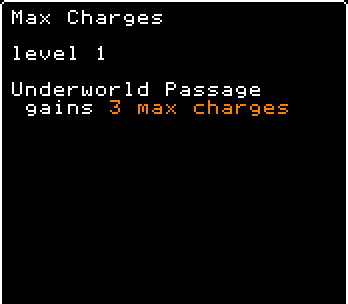 Max Charges
level 1
Underworld Passage
gains 3 max charges